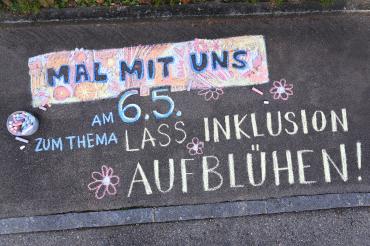 MAL MIT UNS
AM 6.5.
ZUM THEMA LASS INKLUSION
AUFBLÜHEN!